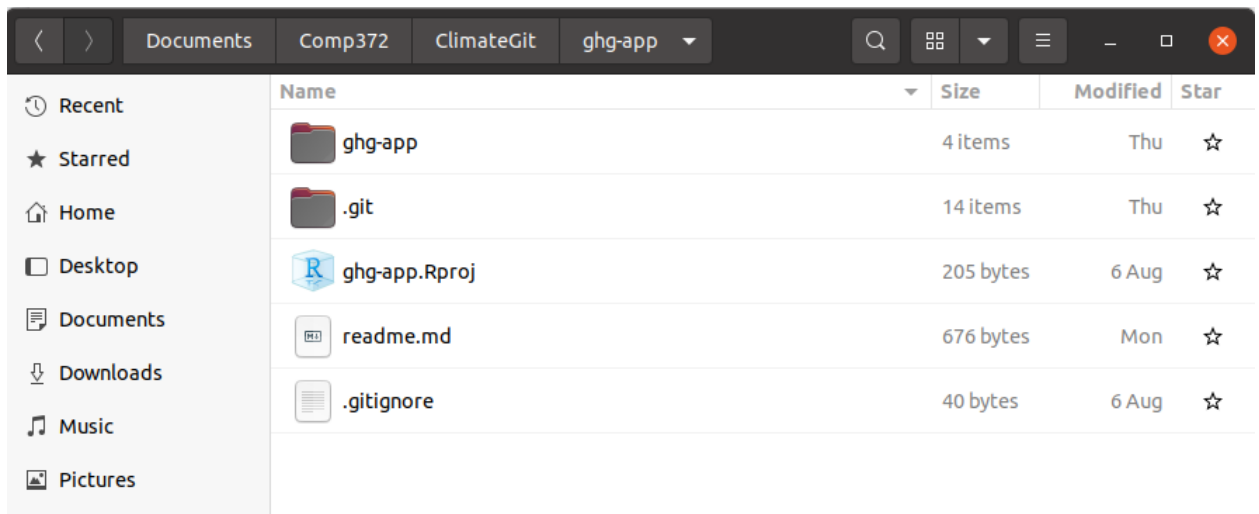 Documents Comp372 ClimateGit ghg-app
Name Size Modified Star
Recent
Starred
Home
Desktop
Documents
Downloads
Music
Pictures
ghg-app 4 items Thu
.git 14 items Thu
R ghg-app.Rproj 205 bytes 6 Aug
readme.md 676 bytes Mon
.gitignore 40 bytes 6 Aug